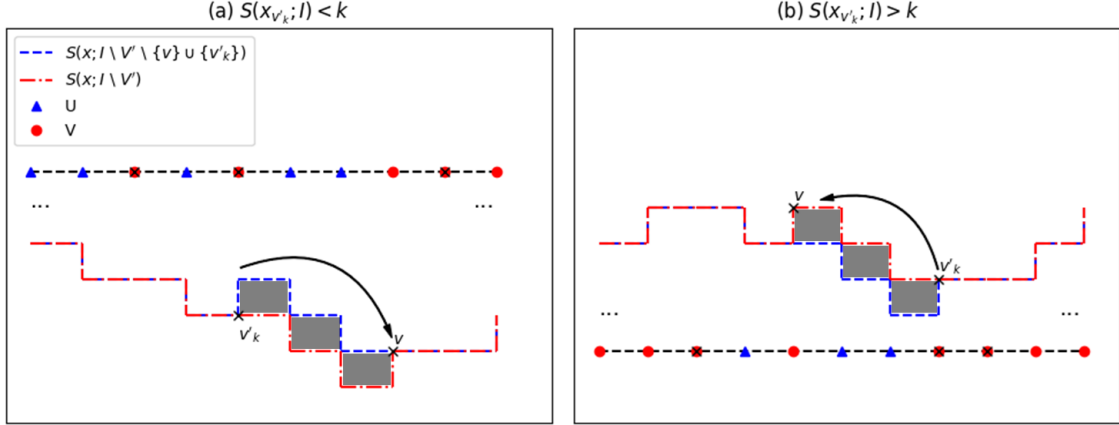 (a) S(x_{v'_k}; I) < k
S(x; I \ V' \ {v} ∪ {v'_k})
S(x; I \ V')
U
V
...
...
v'_k
v
(b) S(x_{v'_k}; I) > k
v
v'_k
...
...